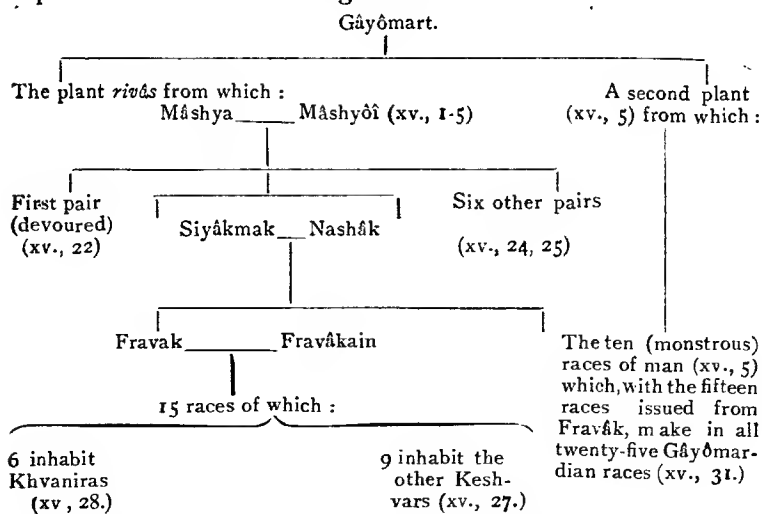 Gâyômart.
The plant rivâs from which :
Mâshya Mâshyôî (xv., 1-5)
A second plant
(xv., 5) from which :
First pair
(devoured)
(xv., 22)
Siyâkmak Nashâk
Six other pairs
(xv., 24, 25)
Fravak Fravâkain
15 races of which :
6 inhabit
Khvaniras
(xv , 28.)
9 inhabit the
other Kesh-
vars (xv., 27.)
The ten (monstrous)
races of man (xv., 5)
which, with the fifteen
races issued from
Fravâk, make in all
twenty-five Gâyômar-
dian races (xv., 31.)